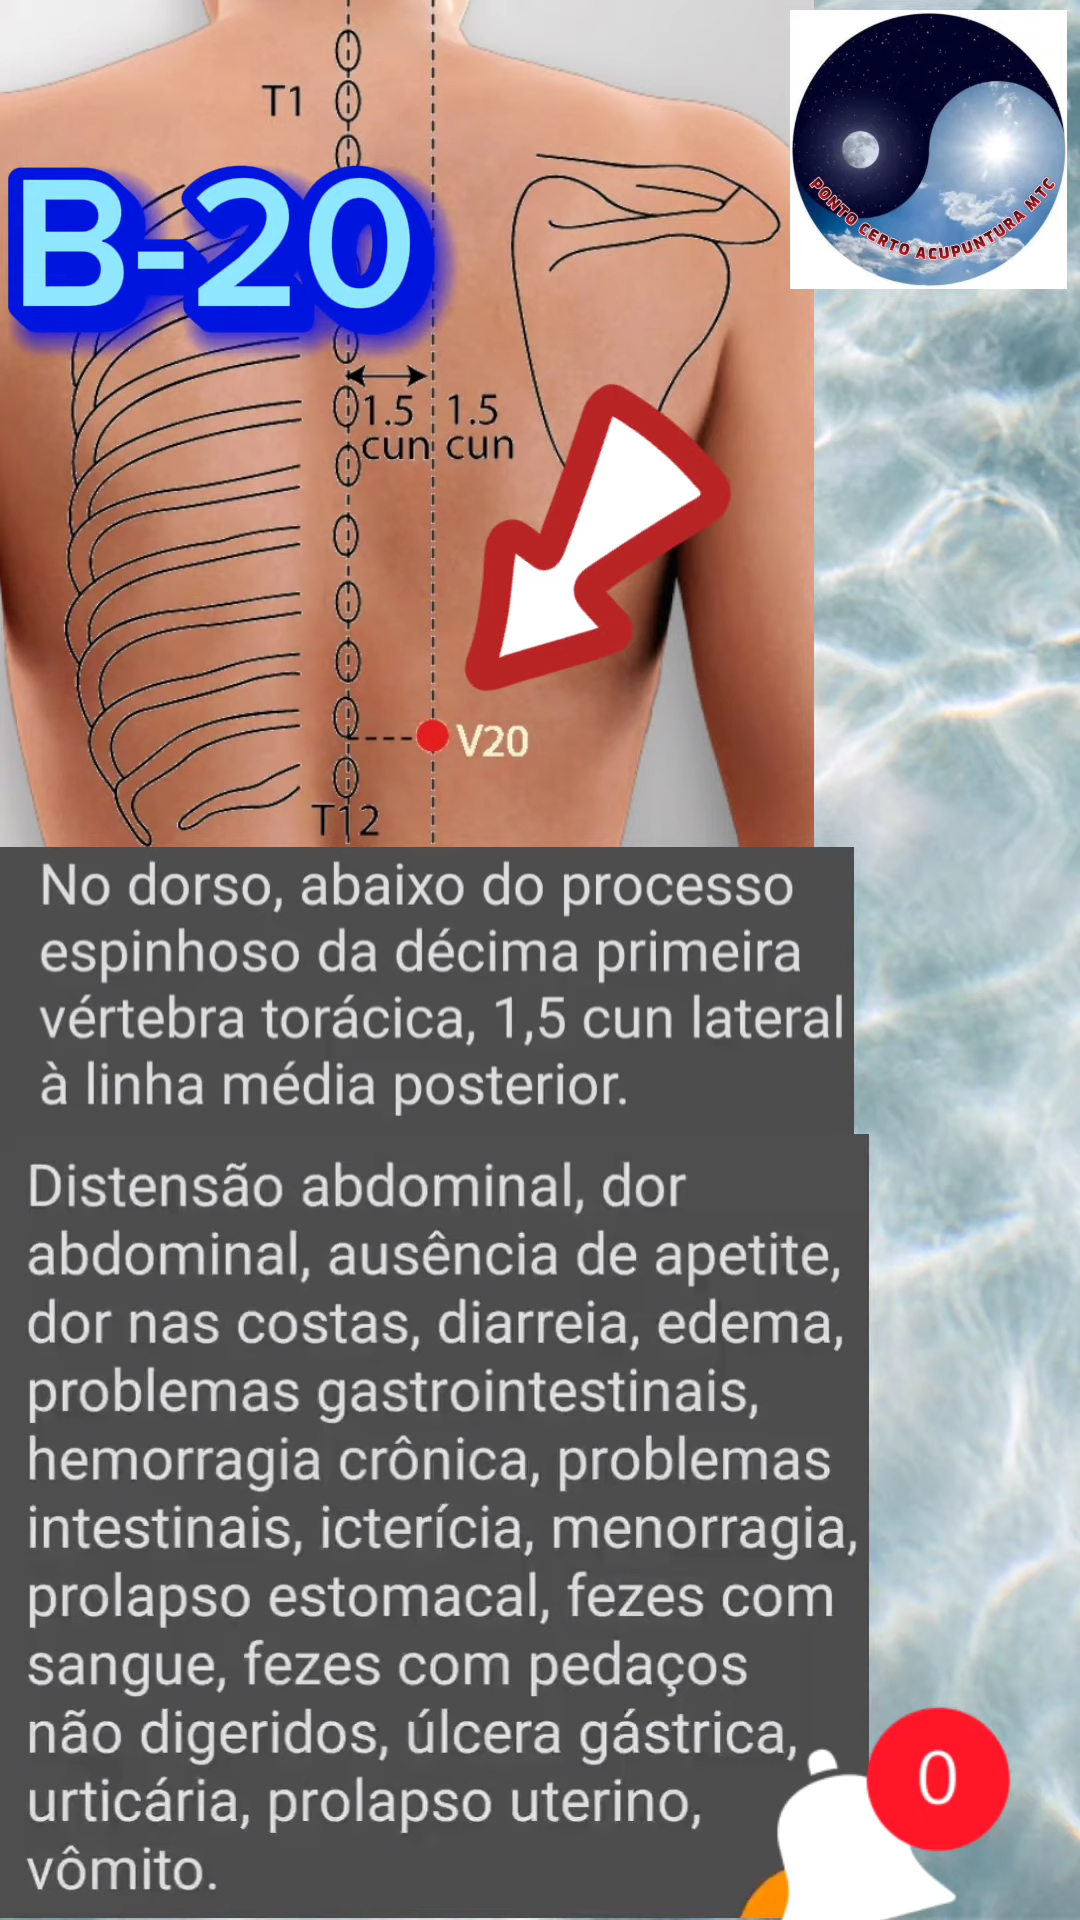 T1
B-20
PONTO CERTO ACUPUNTURA MTC
1.5 1.5
cun cun
V20
T12
No dorso, abaixo do processo
espinhoso da décima primeira
vértebra torácica, 1,5 cun lateral
à linha média posterior.
Distensão abdominal, dor
abdominal, ausência de apetite,
dor nas costas, diarreia, edema,
problemas gastrointestinais,
hemorragia crônica, problemas
intestinais, icterícia, menorragia,
prolapso estomacal, fezes com
sangue, fezes com pedaços
não digeridos, úlcera gástrica,
urticária, prolapso uterino,
vômito.
0